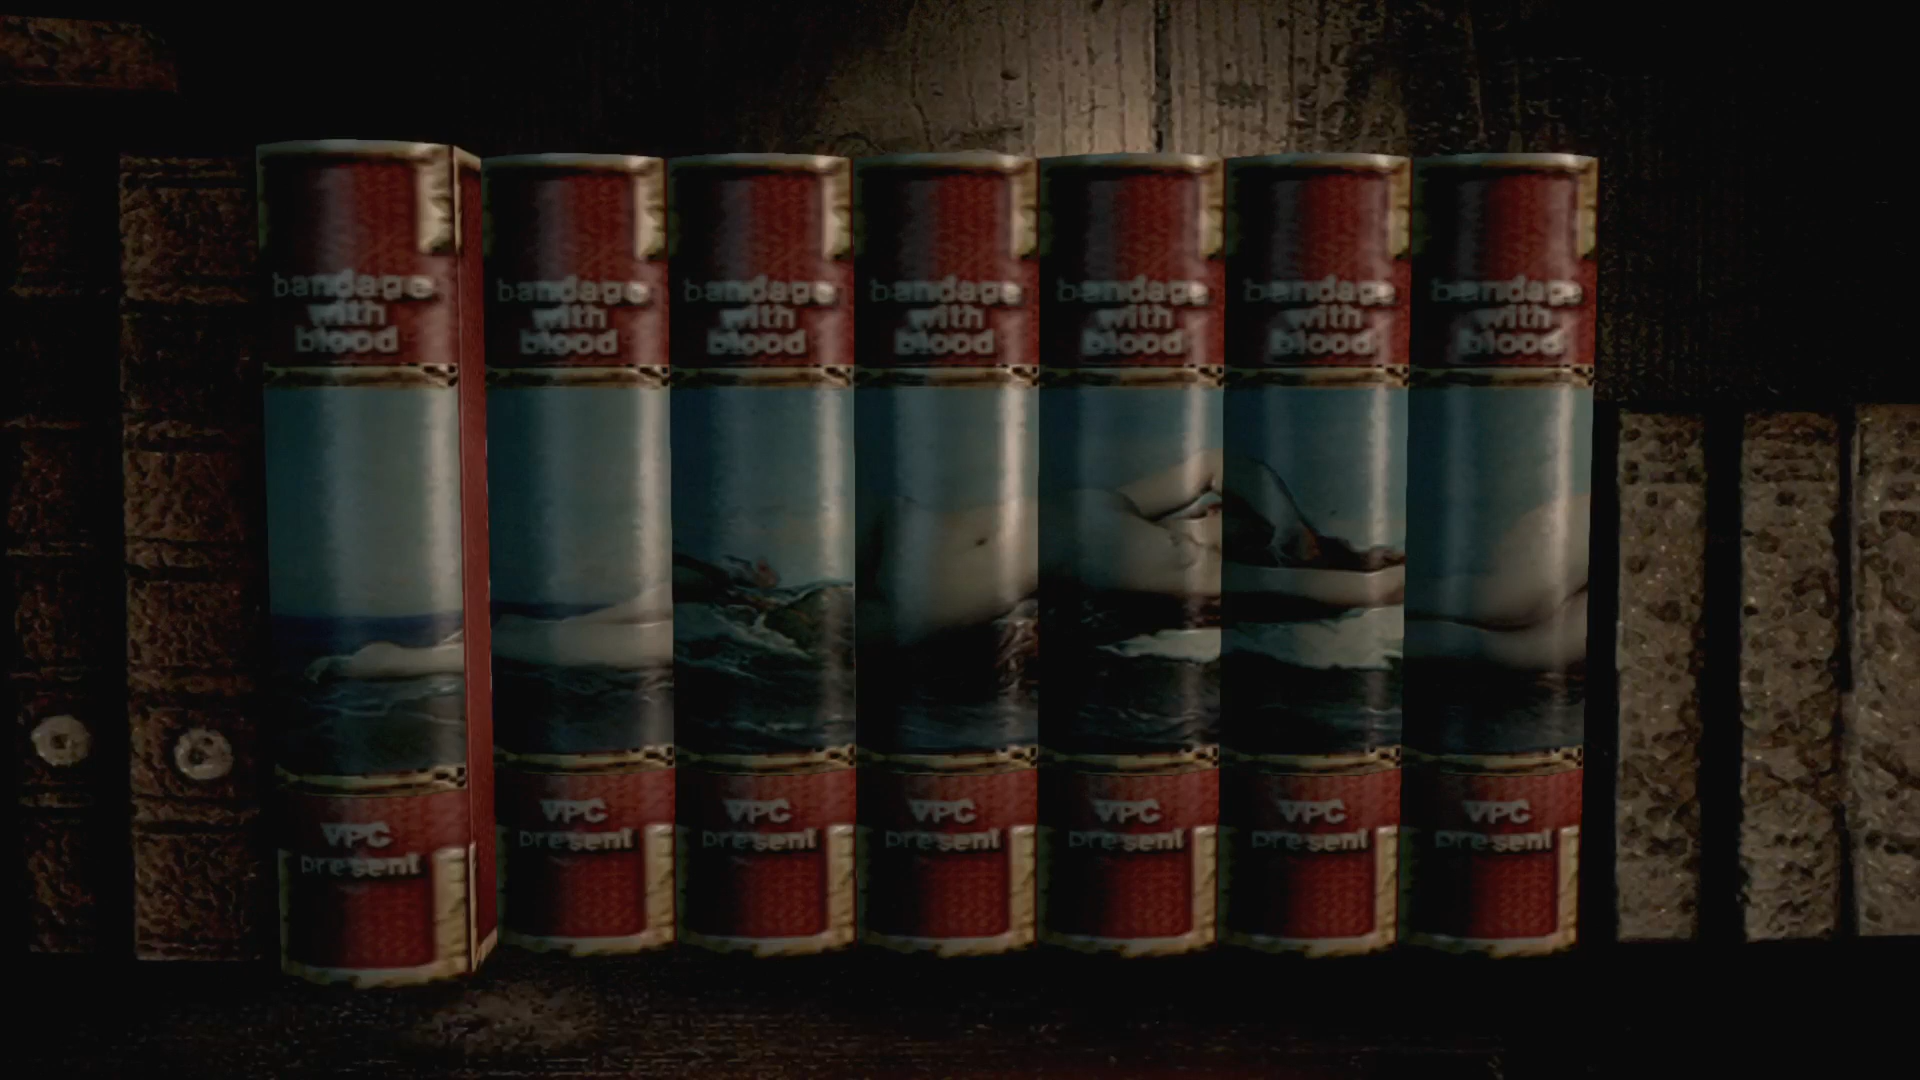 bandage
with
blood
VPC
present
bandage
with
blood
VPC
present
bandage
with
blood
VPC
present
bandage
with
blood
VPC
present
bandage
with
blood
VPC
present
bandage
with
blood
VPC
present
bandage
with
blood
VPC
present